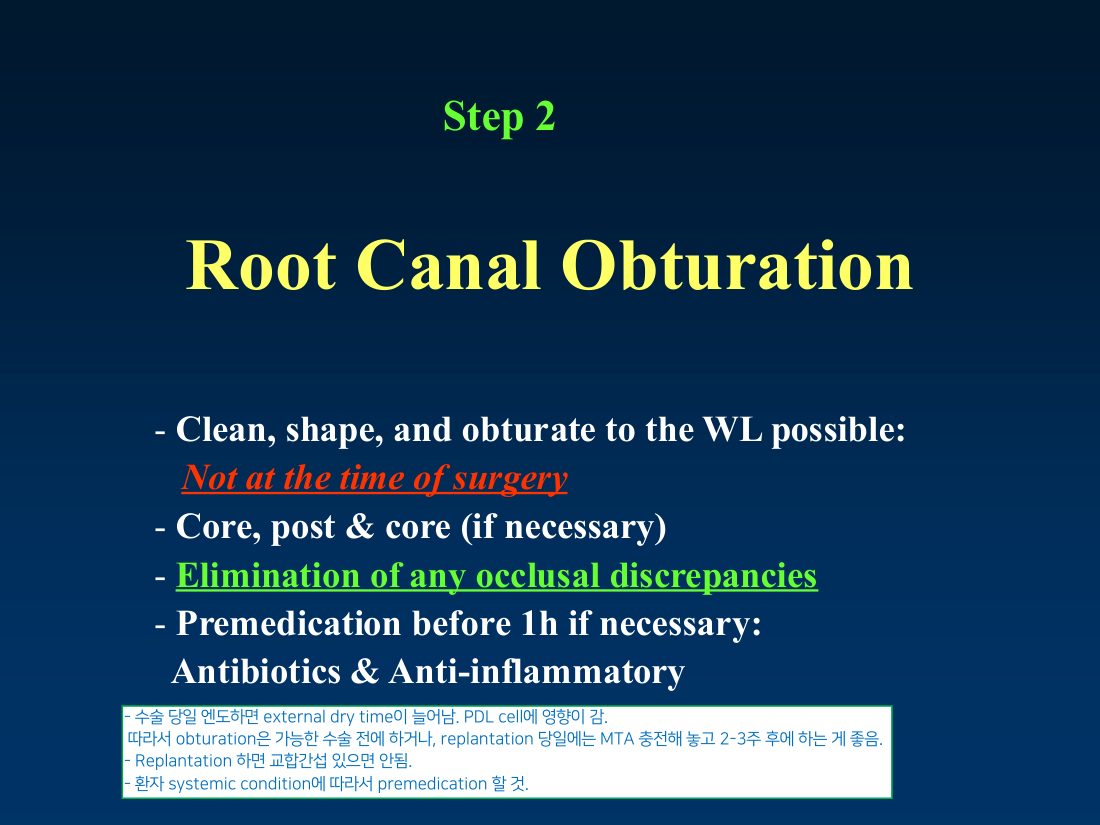 Step 2
Root Canal Obturation
- Clean, shape, and obturate to the WL possible:
Not at the time of surgery
- Core, post & core (if necessary)
- Elimination of any occlusal discrepancies
- Premedication before 1h if necessary:
Antibiotics & Anti-inflammatory
- 수술 당일 엔도하면 external dry time이 늘어남. PDL cell에 영향이 감.
따라서 obturation은 가능한 수술 전에 하거나, replantation 당일에는 MTA 충전해 놓고 2-3주 후에 하는 게 좋음.
- Replantation 하면 교합간섭 있으면 안됨.
- 환자 systemic condition에 따라서 premedication 할 것.